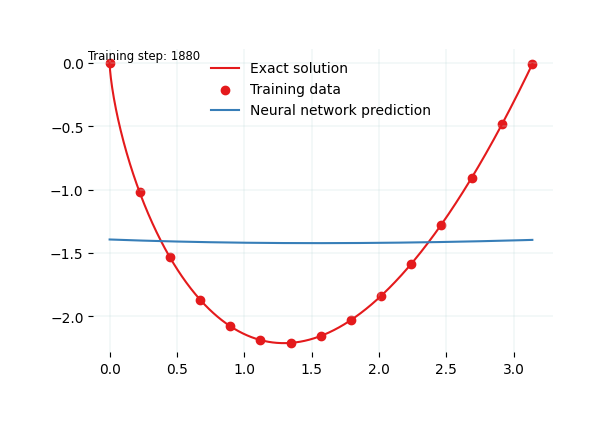 Training step: 1880
Exact solution
Training data
Neural network prediction
0.0
−0.5
−1.0
−1.5
−2.0
0.0 0.5 1.0 1.5 2.0 2.5 3.0